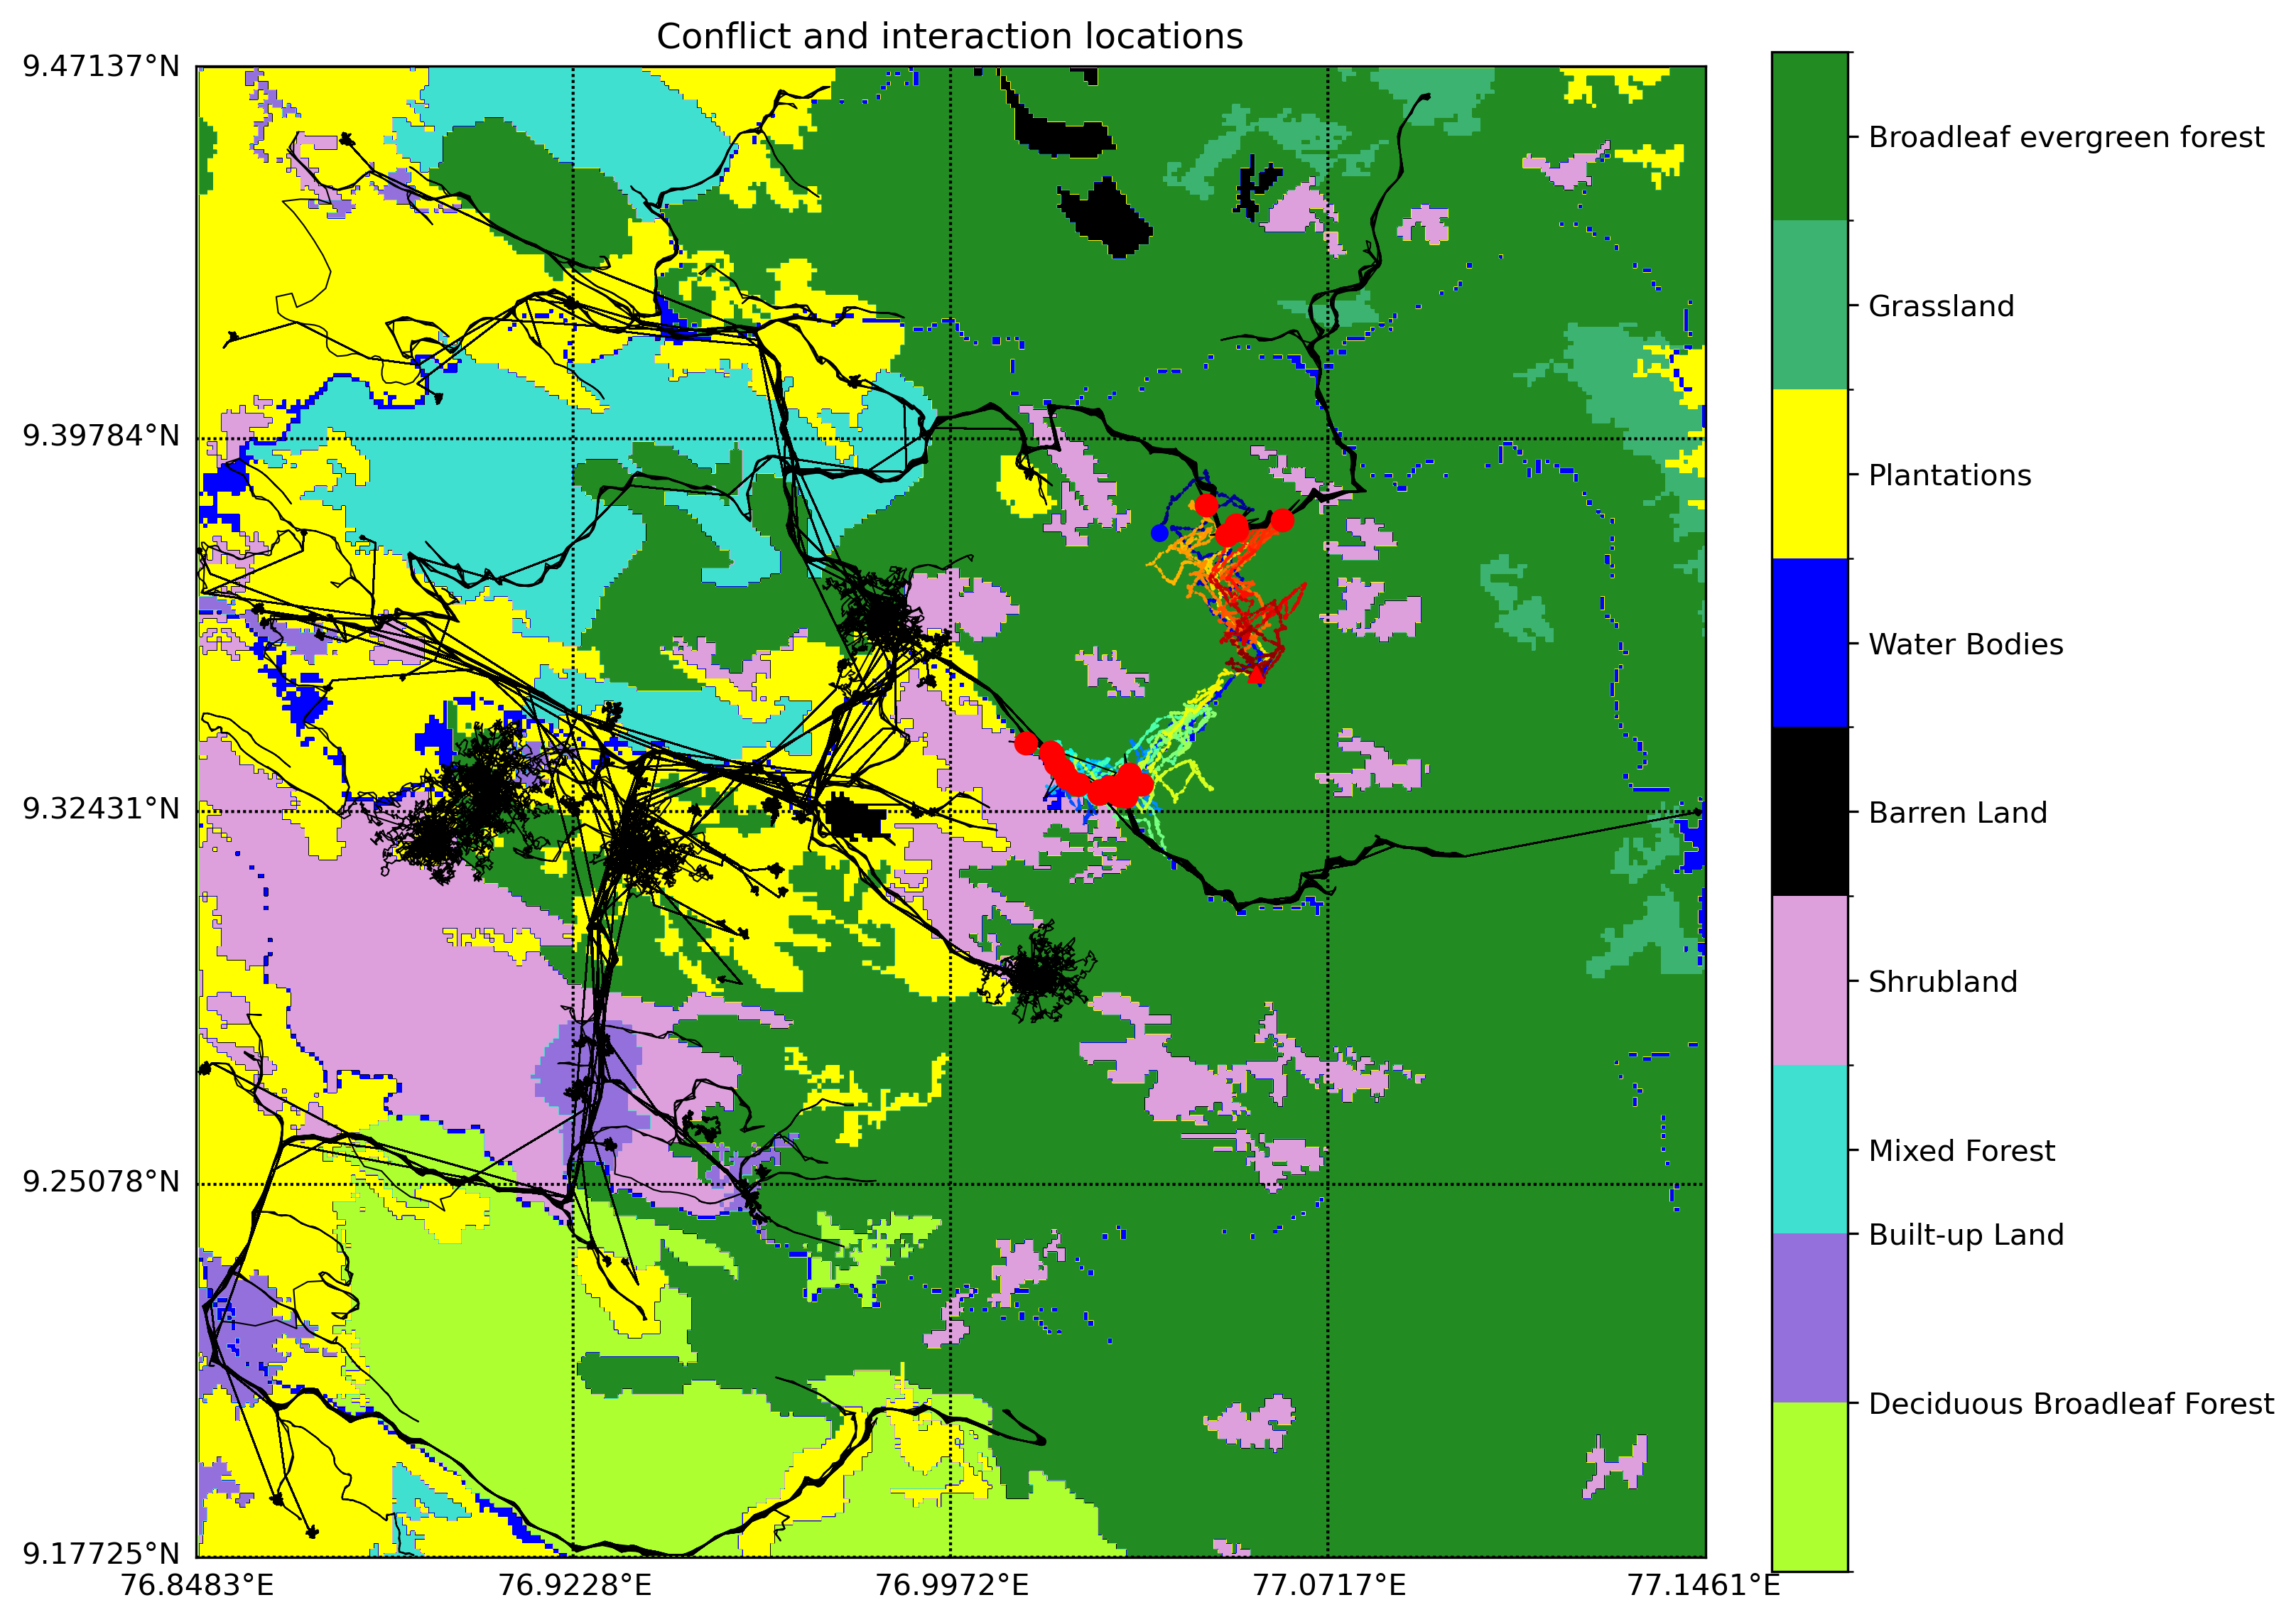 Conflict and interaction locations
9.47137°N
9.39784°N
9.32431°N
9.25078°N
9.17725°N
76.8483°E
76.9228°E
76.9972°E
77.0717°E
77.1461°E
Broadleaf evergreen forest
Grassland
Plantations
Water Bodies
Barren Land
Shrubland
Mixed Forest
Built-up Land
Deciduous Broadleaf Forest